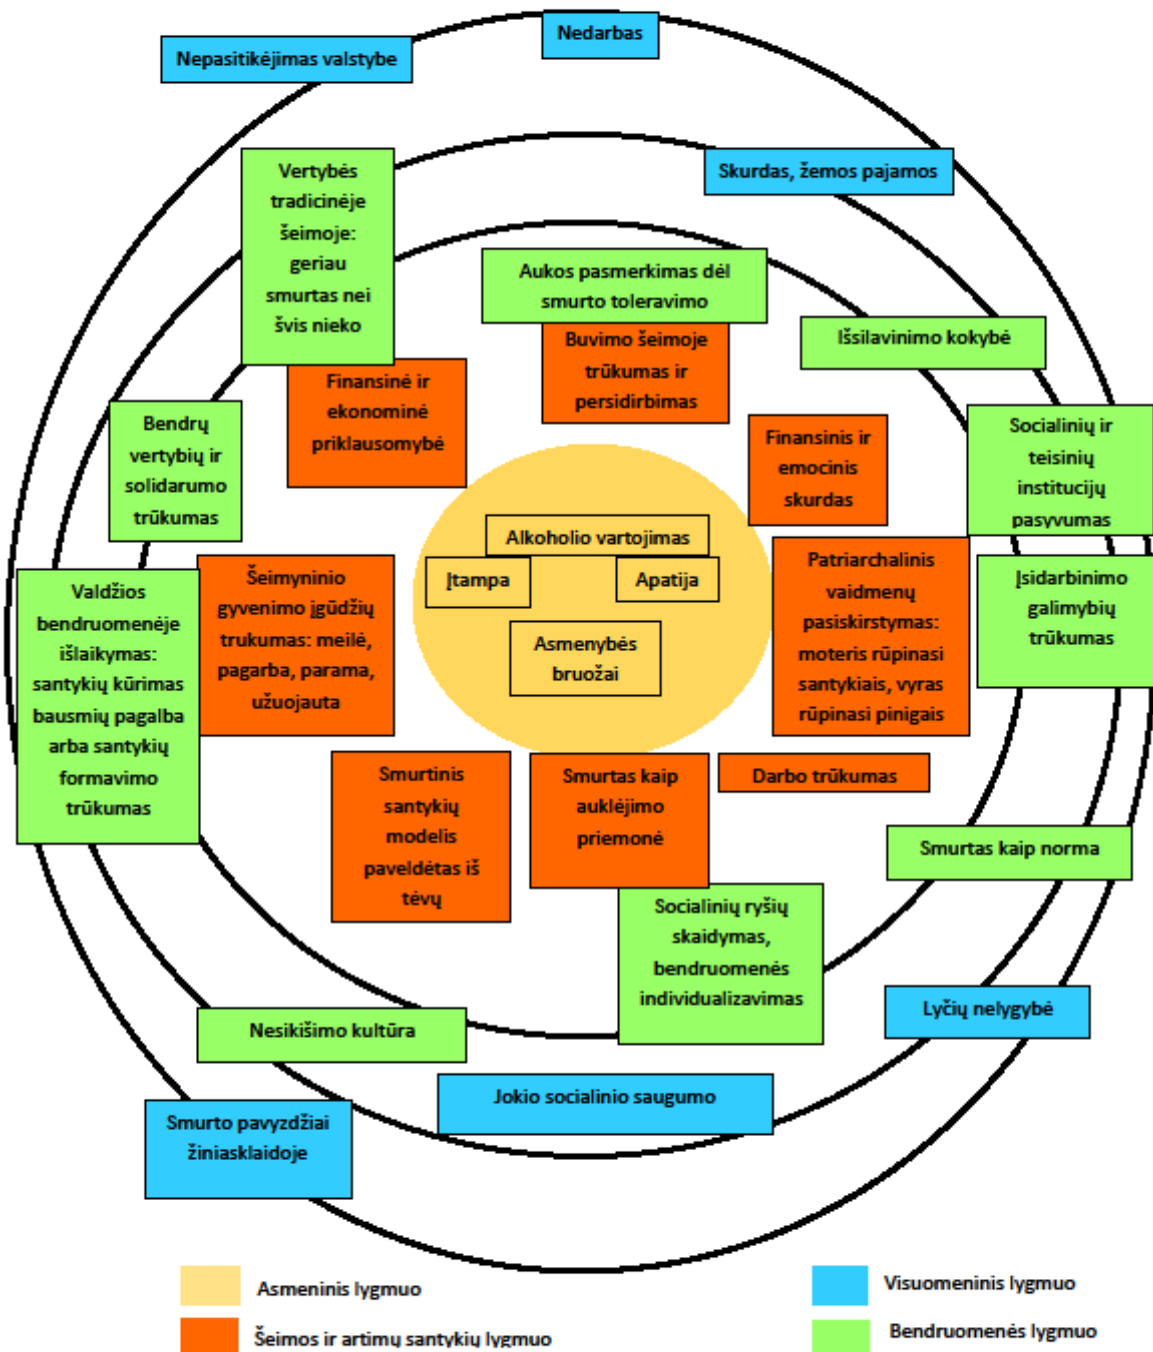 Nedarbas
Nepasitikėjimas valstybe
Vertybės
tradicinėje
šeimoje:
geriau
smurtas nei
švis nieko
Skurdas, žemos pajamos
Aukos pasmerkimas dėl
smurto toleravimo
Išsilavinimo kokybė
Buvimo šeimoje
trūkumas ir
persidirbimas
Finansinė ir
ekonominė
priklausomybė
Bendrų
vertybių ir
solidarumo
trūkumas
Finansinis ir
emocinis
skurdas
Socialinių ir
teisinių
institucijų
pasyvumas
Alkoholio vartojimas
Įtampa
Apatija
Asmenybės
bruožai
Šeimyninio
gyvenimo įgūdžių
trukumas: meilė,
pagarba, parama,
užuojauta
Patriarchalinis
vaidmenų
pasiskirstymas:
moteris rūpinasi
santykiais, vyras
rūpinasi pinigais
Įsidarbinimo
galimybių
trūkumas
Valdžios
bendruomenėje
išlaikymas:
santykių kūrimas
bausmių pagalba
arba santykių
formavimo
trūkumas
Smurtinis
santykių
modelis
paveldėtas iš
tėvų
Smurtas kaip
auklėjimo
priemonė
Darbo trūkumas
Smurtas kaip norma
Socialinių ryšių
skaidymas,
bendruomenės
individualizavimas
Lyčių nelygybė
Nesikišimo kultūra
Jokio socialinio saugumo
Smurto pavyzdžiai
žiniasklaidoje
Asmeninis lygmuo
Visuomeninis lygmuo
Šeimos ir artimų santykių lygmuo
Bendruomenės lygmuo